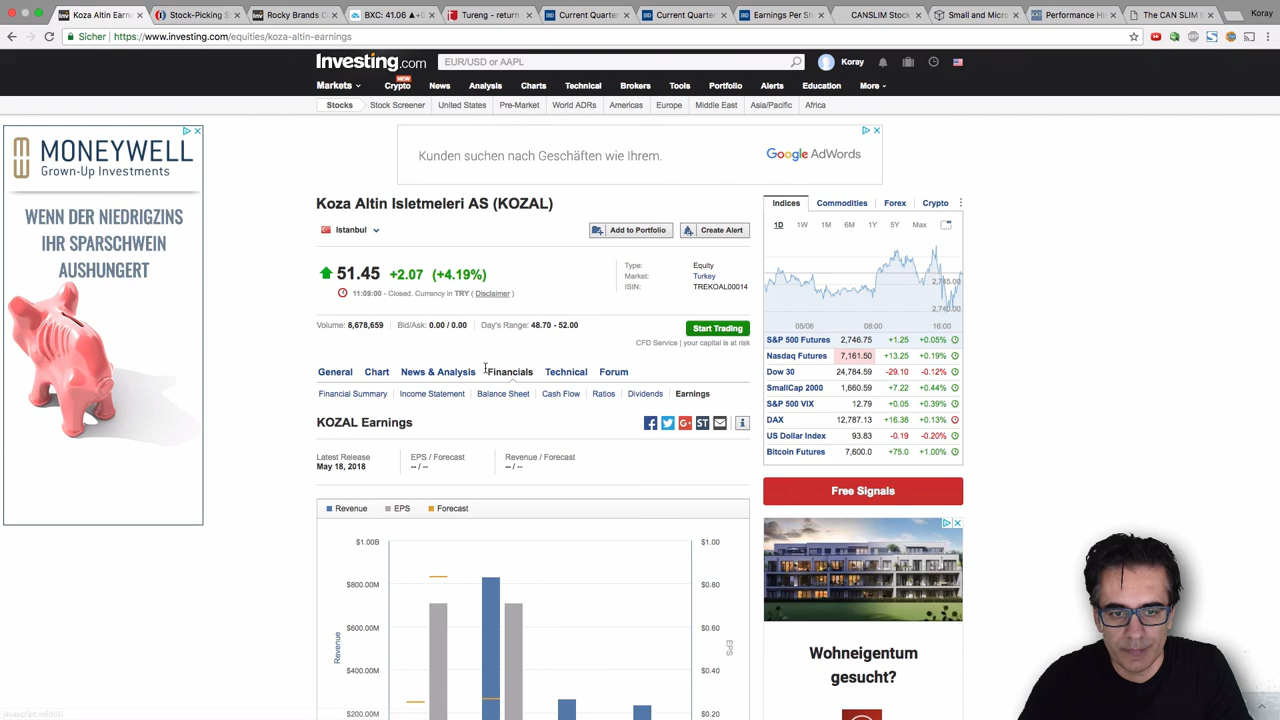 Koza Altin Earn
Stock-Picking S
Rocky Brands C
BXC: 41.06 ▲+0
Tureng - return
Current Quarter
Current Quarter
Earnings Per Sh
CANSLIM Stock
Small and Micro
Performance Hi
The CAN SLIM I
Koray
Sicher | https://www.investing.com/equities/koza-altin-earnings
Investing.com
EUR/USD or AAPL
Koray
Markets
Crypto
NEW
News
Analysis
Charts
Technical
Brokers
Tools
Portfolio
Alerts
Education
More
Stocks
Stock Screener
United States
Pre-Market
World ADRs
Americas
Europe
Middle East
Asia/Pacific
Africa
MONEYWELL
Grown-Up Investments
WENN DER NIEDRIGZINS
IHR SPARSCHWEIN
AUSHUNGERT
Kunden suchen nach Geschäften wie Ihrem.
Google AdWords
Koza Altin Isletmeleri AS (KOZAL)
Istanbul
Add to Portfolio
Create Alert
51.45 +2.07 (+4.19%)
11:09:00 - Closed. Currency in TRY ( Disclaimer )
Type: Equity
Market: Turkey
ISIN: TREKOAL00014
Volume: 8,678,659
Bid/Ask: 0.00 / 0.00
Day's Range: 48.70 - 52.00
Start Trading
CFD Service | your capital is at risk
General
Chart
News & Analysis
Financials
Technical
Forum
Financial Summary
Income Statement
Balance Sheet
Cash Flow
Ratios
Dividends
Earnings
KOZAL Earnings
Latest Release
May 18, 2018
EPS / Forecast
-- / --
Revenue / Forecast
-- / --
Revenue
EPS
Forecast
$1.00B
$800.00M
$600.00M
$400.00M
$200.00M
Revenue
$1.00
$0.80
$0.60
$0.40
$0.20
EPS
Indices
Commodities
Forex
Crypto
1D
1W
1M
6M
1Y
5Y
Max
2,745.00
2,740.00
05/06
08:00
16:00
S&P 500 Futures 2,746.75 +1.25 +0.05%
Nasdaq Futures 7,161.50 +13.25 +0.19%
Dow 30 24,784.59 -29.10 -0.12%
SmallCap 2000 1,660.59 +7.22 +0.44%
S&P 500 VIX 12.79 +0.05 +0.39%
DAX 12,787.13 +16.38 +0.13%
US Dollar Index 93.83 -0.19 -0.20%
Bitcoin Futures 7,600.0 +75.0 +1.00%
Free Signals
Wohneigentum
gesucht?
javascript:void(0)